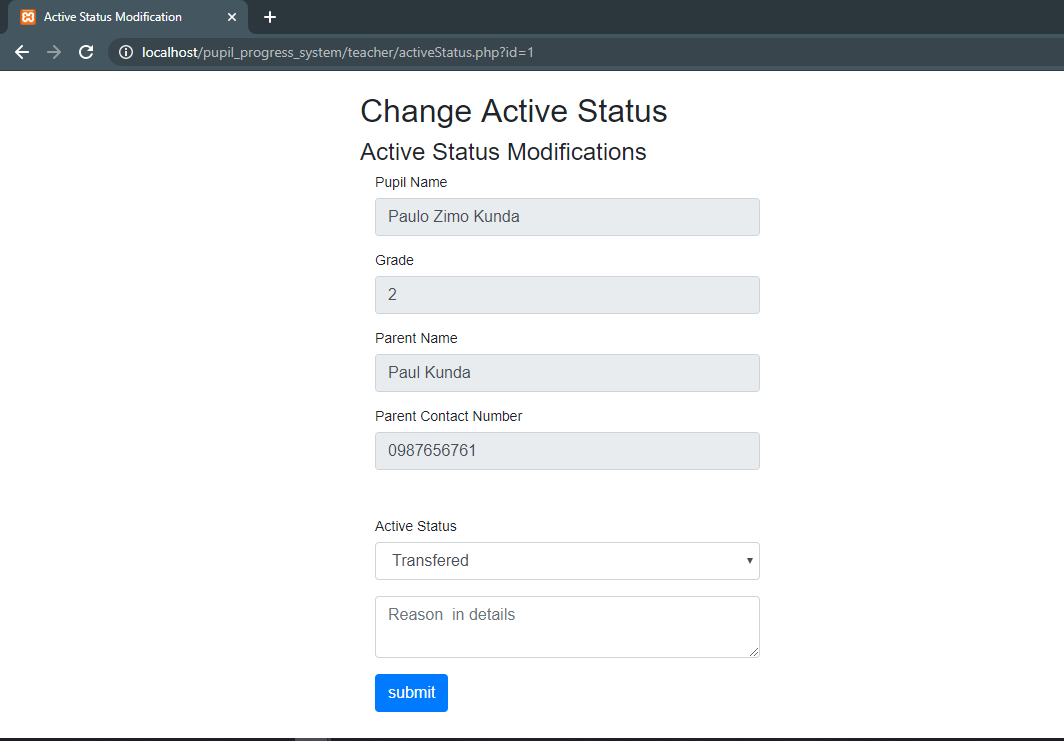 Active Status Modification
localhost/pupil_progress_system/teacher/activeStatus.php?id=1
Change Active Status
Active Status Modifications
Pupil Name
Paulo Zimo Kunda
Grade
2
Parent Name
Paul Kunda
Parent Contact Number
0987656761
Active Status
Transfered
Reason  in details
submit